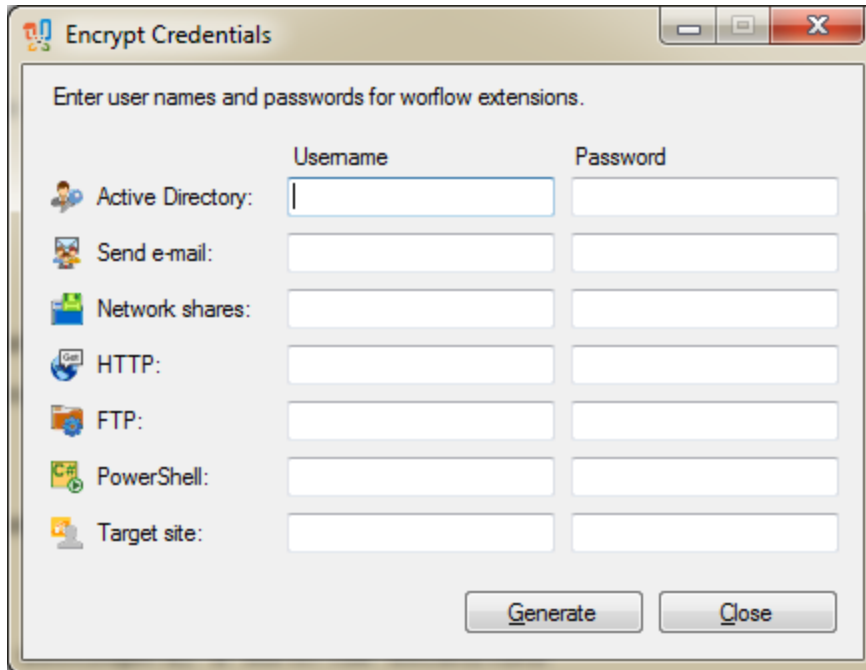 Encrypt Credentials
Enter user names and passwords for worflow extensions.
Username Password
Active Directory:
Send e-mail:
Network shares:
Get
HTTP:
FTP:
C#
PowerShell:
Target site:
Generate Close